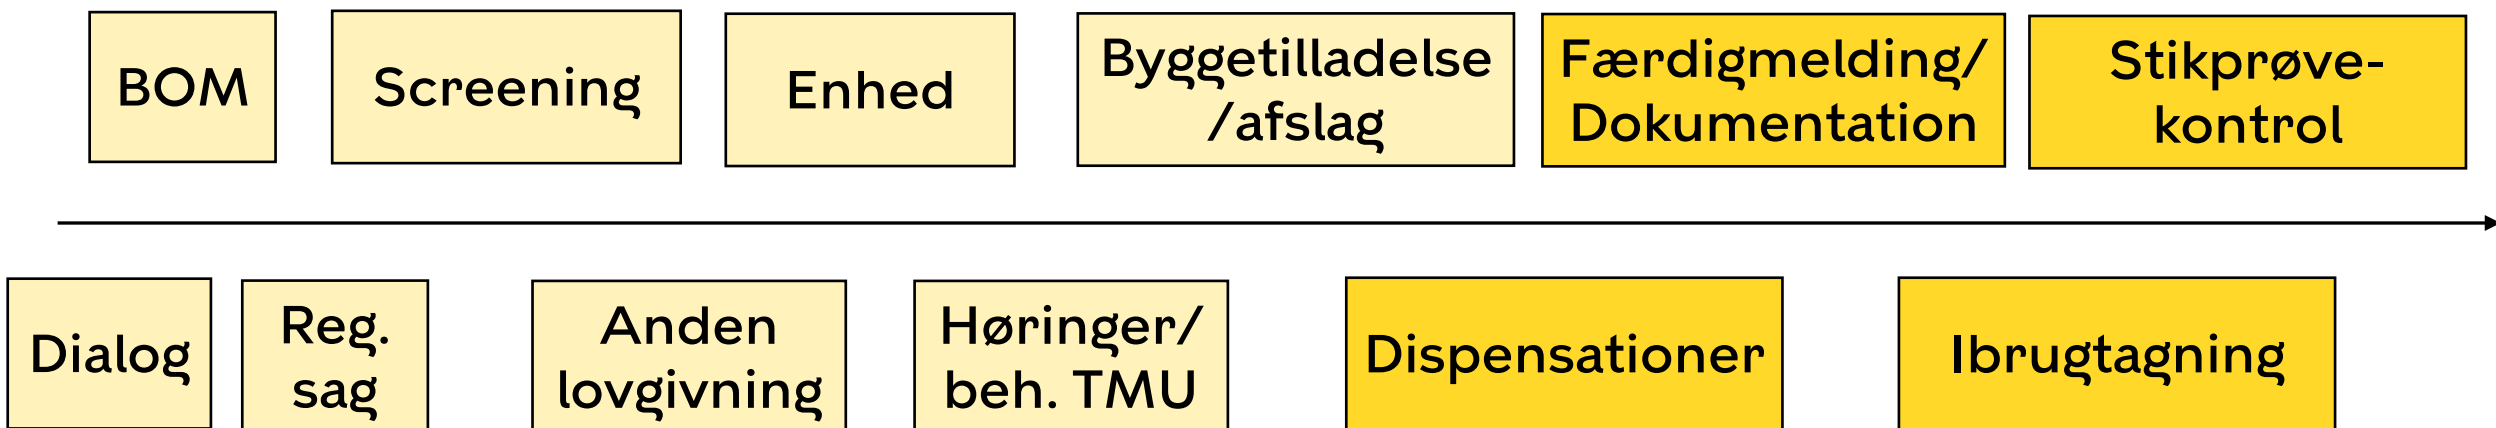 BOM
Screening
Enhed
Byggetilladelse
/afslag
Færdigmelding/
Dokumentation
Stikprøve-
kontrol
Dialog
Reg.
sag
Anden
lovgivning
Høringer/
beh. TMU
Dispensationer
Ibrugtagning